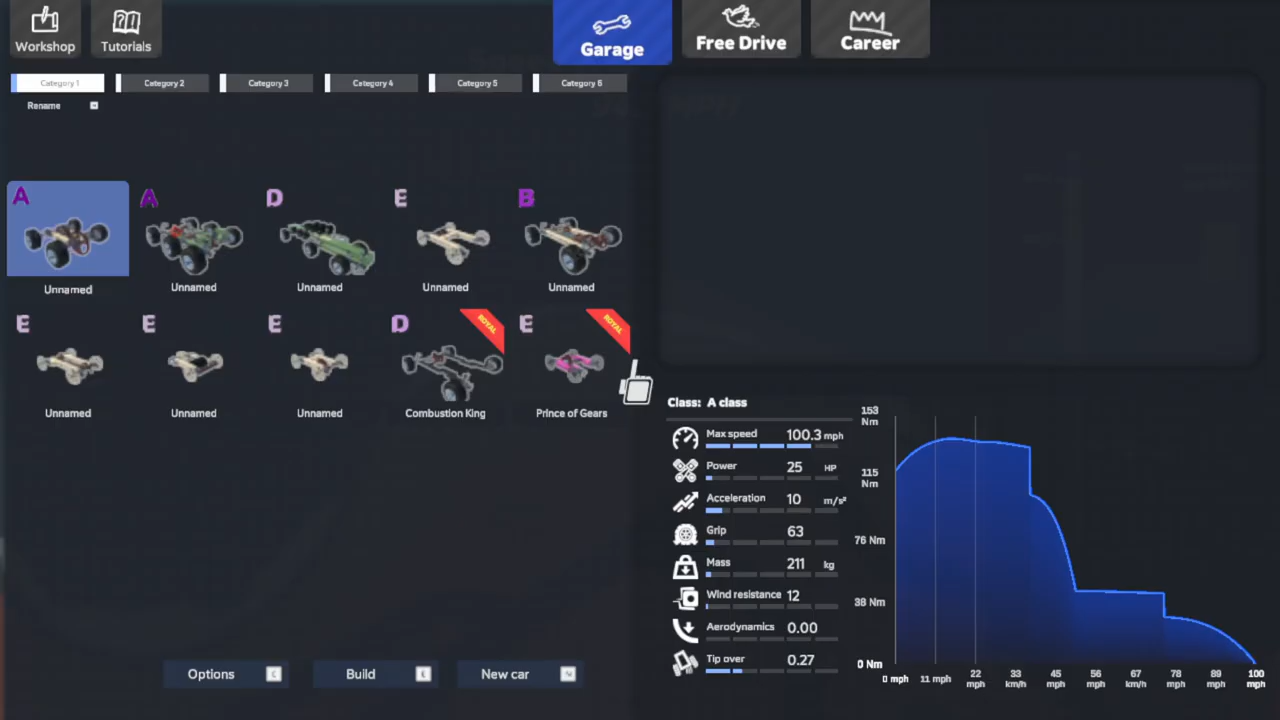 Workshop
Tutorials
Garage
Free Drive
Career
Category 1
Category 2
Category 3
Category 4
Category 5
Category 6
Rename
A
A
D
E
B
Unnamed
Unnamed
Unnamed
Unnamed
Unnamed
E
E
E
D
ROYAL
E
ROYAL
Unnamed
Unnamed
Unnamed
Combustion King
Prince of Gears
Class: A class
Max speed 100.3 mph
Power 25 HP
Acceleration 10 m/s²
Grip 63
Mass 211 kg
Wind resistance 12
Aerodynamics 0.00
Tip over 0.27
153 Nm
115 Nm
76 Nm
38 Nm
0 Nm
0 mph
11 mph
22 mph
33 km/h
45 mph
56 mph
67 km/h
78 mph
89 mph
100 mph
Options
Build
New car